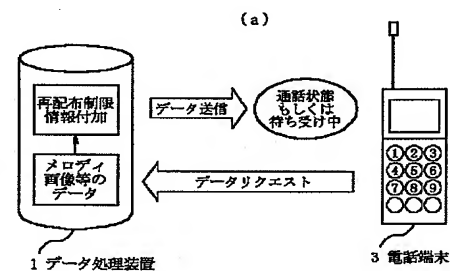 (a)
再配布制限
情報付加
メロディ
画像等の
データ
データ送信
通話状態
もしくは
待ち受け中
データリクエスト
①②③
④⑤⑥
⑦⑧⑨
1 データ処理装置
3 電話端末